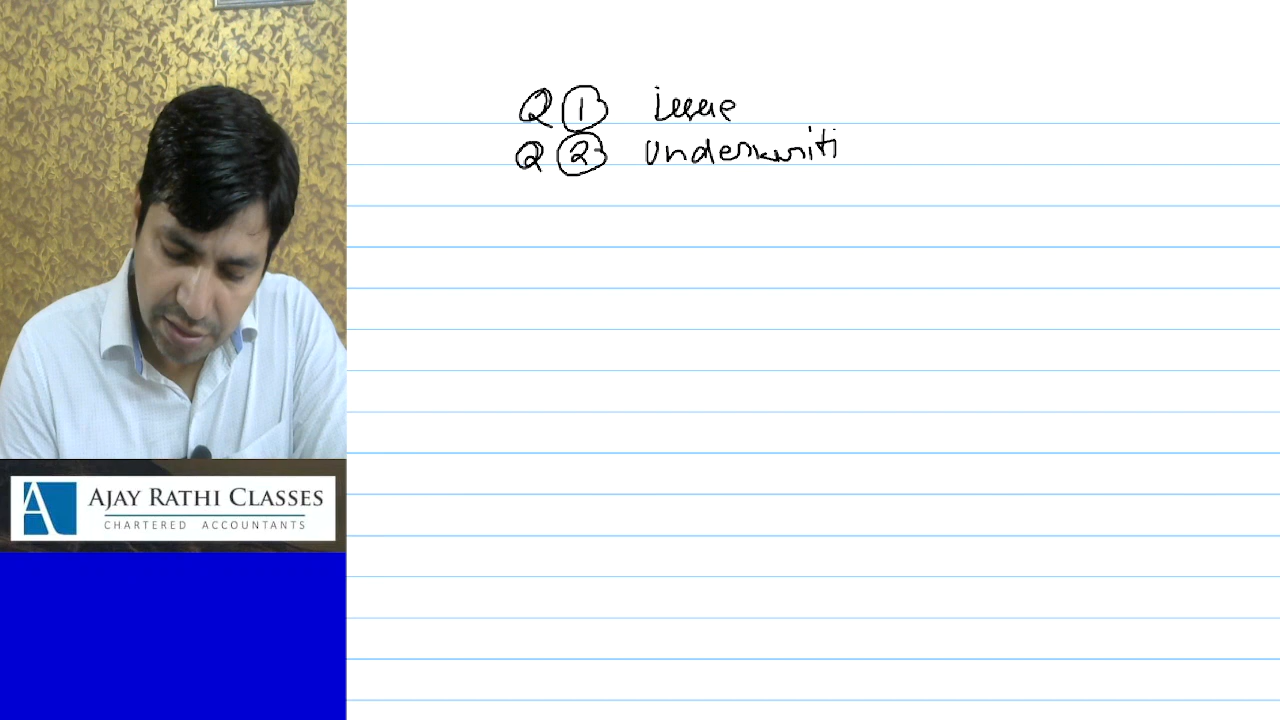 Q 1 issue
Q 2 Underwriti
AJAY RATHI CLASSES
CHARTERED ACCOUNTANTS